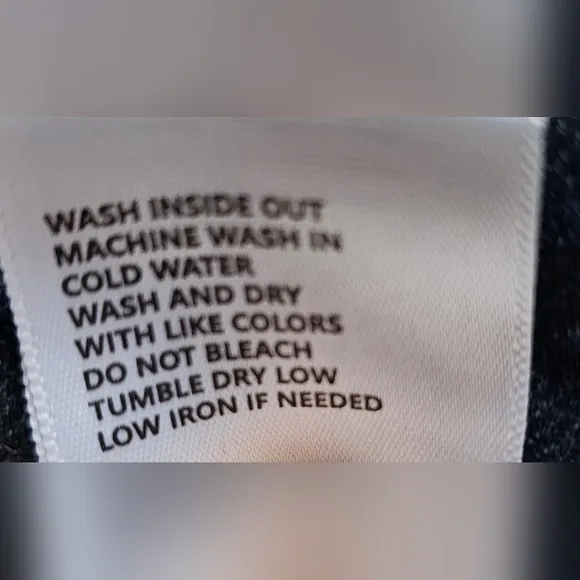 WASH INSIDE OUT
MACHINE WASH IN
COLD WATER
WASH AND DRY
WITH LIKE COLORS
DO NOT BLEACH
TUMBLE DRY LOW
LOW IRON IF NEEDED